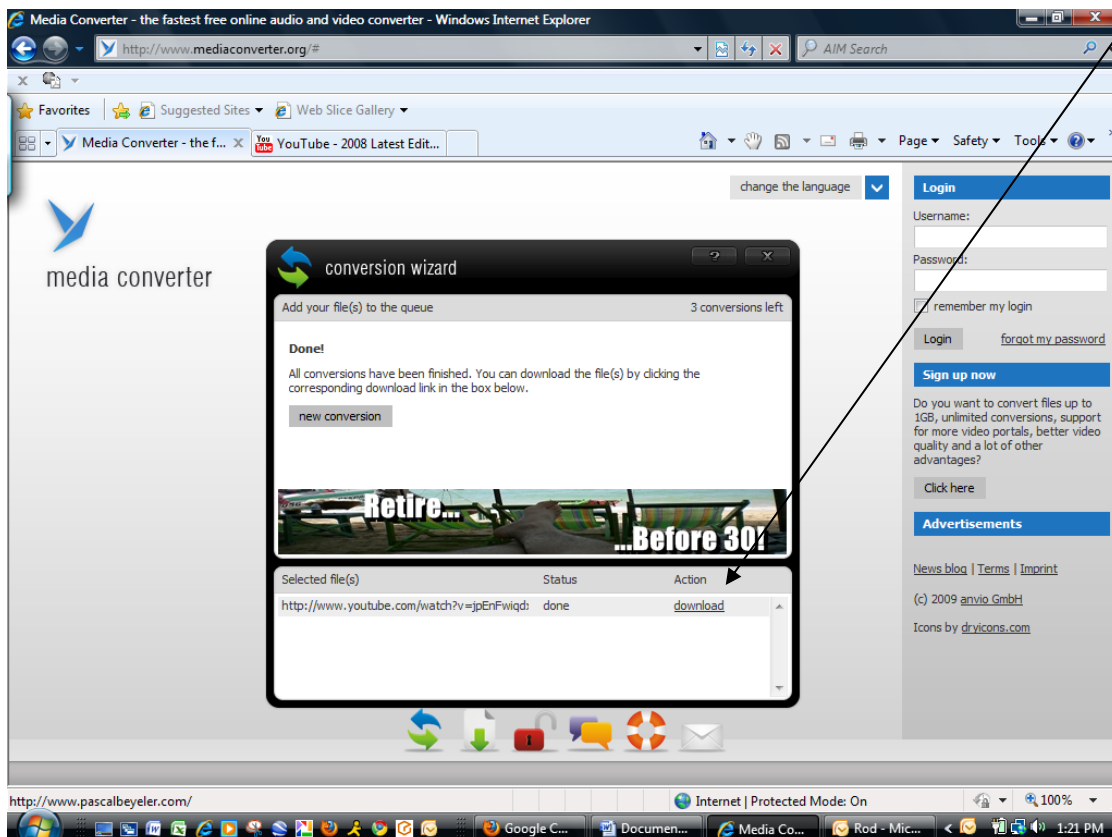 Media Converter - the fastest free online audio and video converter - Windows Internet Explorer
http://www.mediaconverter.org/#
AIM Search
X
Favorites Suggested Sites Web Slice Gallery
Media Converter - the f... X YouTube - 2008 Latest Edit... Page Safety Tools
change the language
media converter
conversion wizard ? X
Add your file(s) to the queue 3 conversions left
Done!
All conversions have been finished. You can download the file(s) by clicking the
corresponding download link in the box below.
new conversion
Retire...
...Before 30!
Selected file(s) Status Action
http://www.youtube.com/watch?v=jpEnFwiqd done download
Login
Username:
Password:
remember my login
Login forgot my password
Sign up now
Do you want to convert files up to
1GB, unlimited conversions, support
for more video portals, better video
quality and a lot of other
advantages?
Click here
Advertisements
News blog | Terms | Imprint
(c) 2009 anvio GmbH
Icons by dryicons.com
http://www.pascalbeyeler.com/ Internet | Protected Mode: On 100%
Google C... Documen... Media Co... Rod - Mic... 1:21 PM